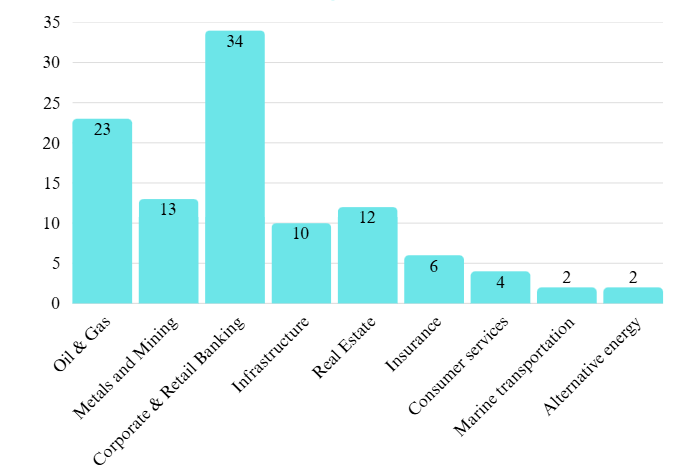 35
30
25
20
15
10
5
0
23
13
34
10
12
6
4
2
2
Oil & Gas
Metals and Mining
Corporate & Retail Banking
Infrastructure
Real Estate
Insurance
Consumer services
Marine transportation
Alternative energy